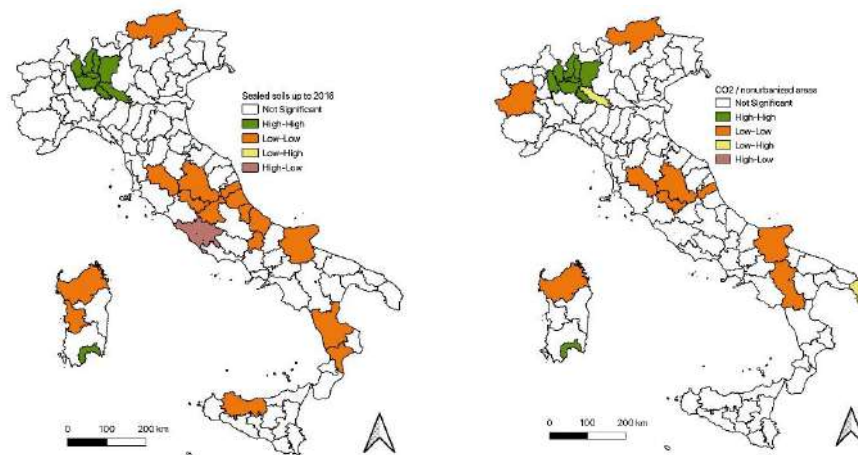 Sealed soils up to 2018
Not Significant
High-High
Low-Low
Low-High
High-Low
0 100 200 km
CO2 / nonurbanized areas
Not Significant
High-High
Low-Low
Low-High
High-Low
0 100 200 km